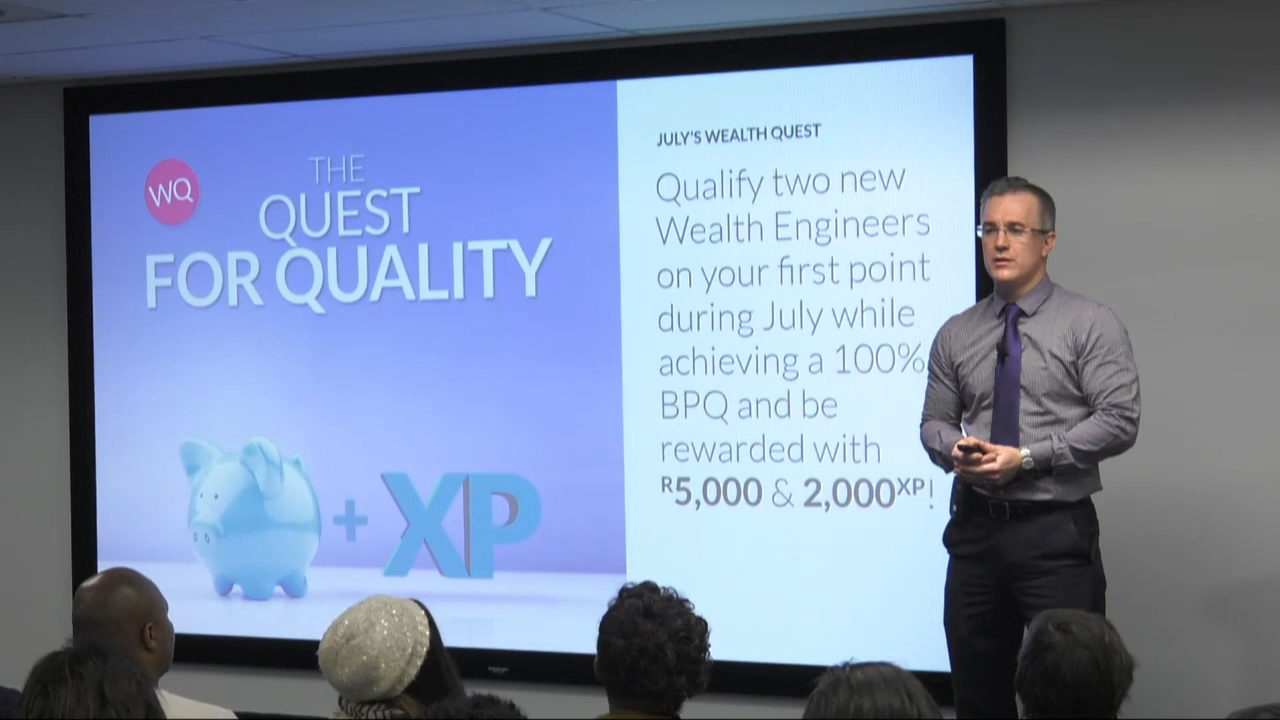 WQ
THE
QUEST
FOR QUALITY
+ XP
JULY'S WEALTH QUEST
Qualify two new
Wealth Engineers
on your first point
during July while
achieving a 100%
BPQ and be
rewarded with
R5,000 & 2,000XP!